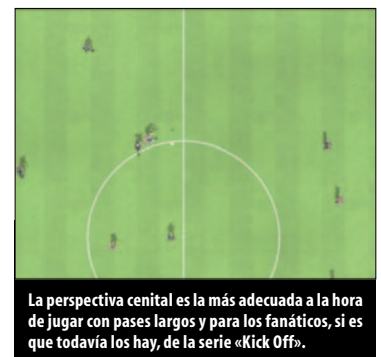 La perspectiva cenital es la más adecuada a la hora
de jugar con pases largos y para los fanáticos, si es
que todavía los hay, de la serie «Kick Off».